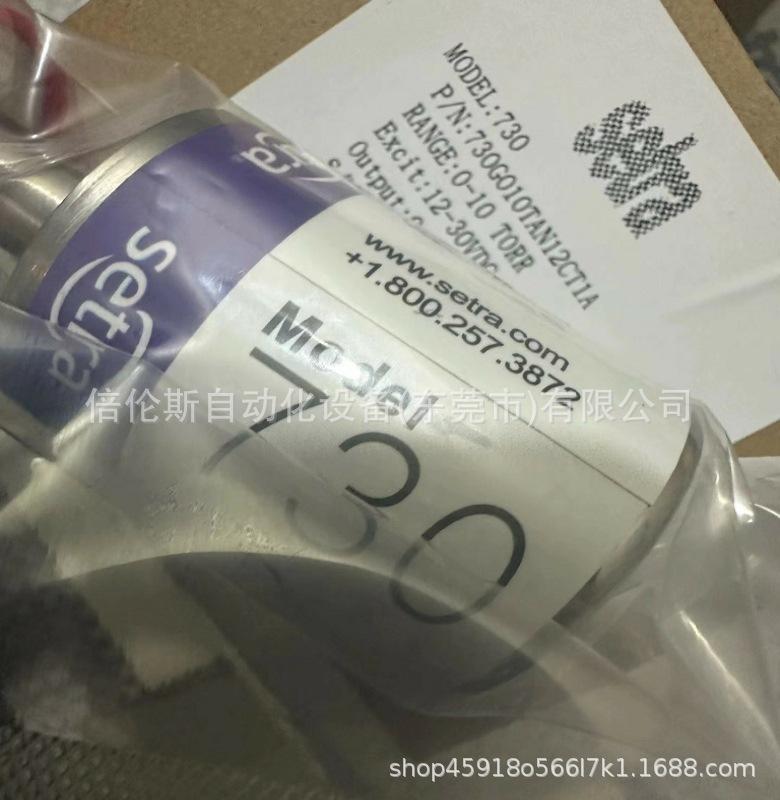 setra
MODEL:730
P/N:730G010TAN12CT1A
RANGE:0-10 TORR
Excit:12-30VDC
Output:
setra
www.setra.com
+1.800.257.3872
Model
730
倍伦斯自动化设备(东莞市)有限公司
shop45918o566l7k1.1688.com